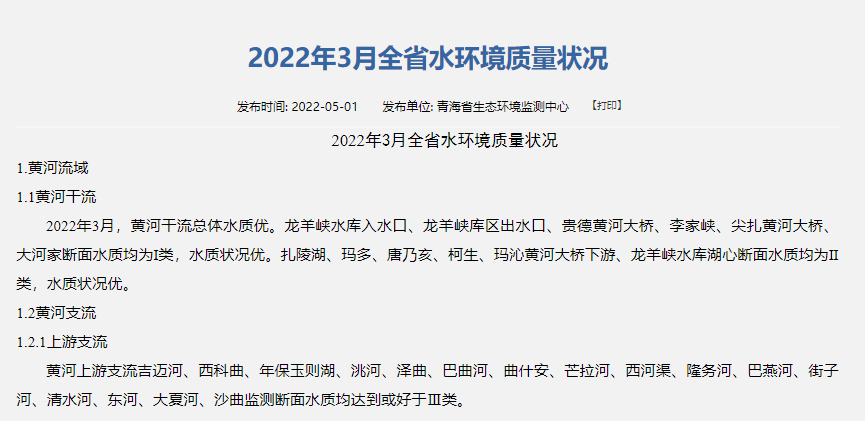 2022年3月全省水环境质量状况
发布时间: 2022-05-01 发布单位: 青海省生态环境监测中心 【打印】
2022年3月全省水环境质量状况
1.黄河流域
1.1黄河干流
2022年3月，黄河干流总体水质优。龙羊峡水库入水口、龙羊峡库区出水口、贵德黄河大桥、李家峡、尖扎黄河大桥、
大河家断面水质均为I类，水质状况优。扎陵湖、玛多、唐乃亥、柯生、玛沁黄河大桥下游、龙羊峡水库湖心断面水质均为II
类，水质状况优。
1.2黄河支流
1.2.1上游支流
黄河上游支流吉迈河、西科曲、年保玉则湖、洮河、泽曲、巴曲河、曲什安、芒拉河、西河渠、隆务河、巴燕河、街子
河、清水河、东河、大夏河、沙曲监测断面水质均达到或好于Ⅲ类。